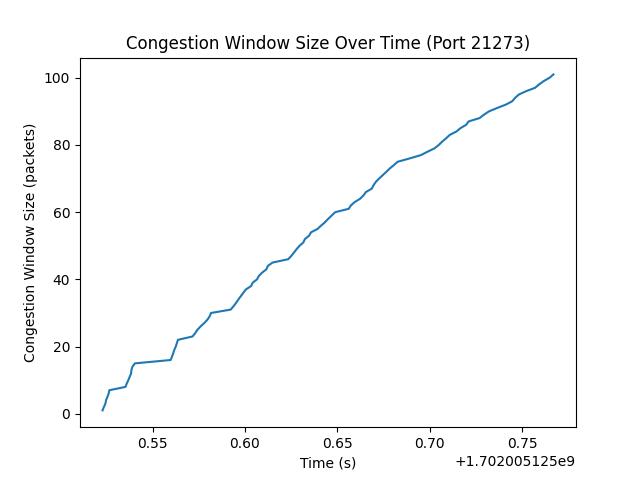 Congestion Window Size Over Time (Port 21273)
100
80
60
40
20
0
Congestion Window Size (packets)
0.55 0.60 0.65 0.70 0.75
Time (s)
+1.702005125e9